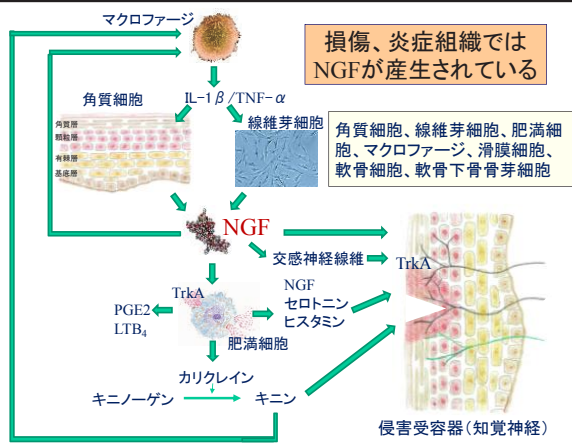 マクロファージ
損傷、炎症組織では
NGFが産生されている
IL-1β/TNF-α
角質細胞
線維芽細胞
角質層
顆粒層
有棘層
基底層
角質細胞、線維芽細胞、肥満細
胞、マクロファージ、滑膜細胞、
軟骨細胞、軟骨下骨骨芽細胞
NGF
交感神経線維
TrkA
TrkA
NGF
セロトニン
ヒスタミン
PGE2
LTB₄
肥満細胞
カリクレイン
キニノーゲン
キニン
侵害受容器(知覚神経)